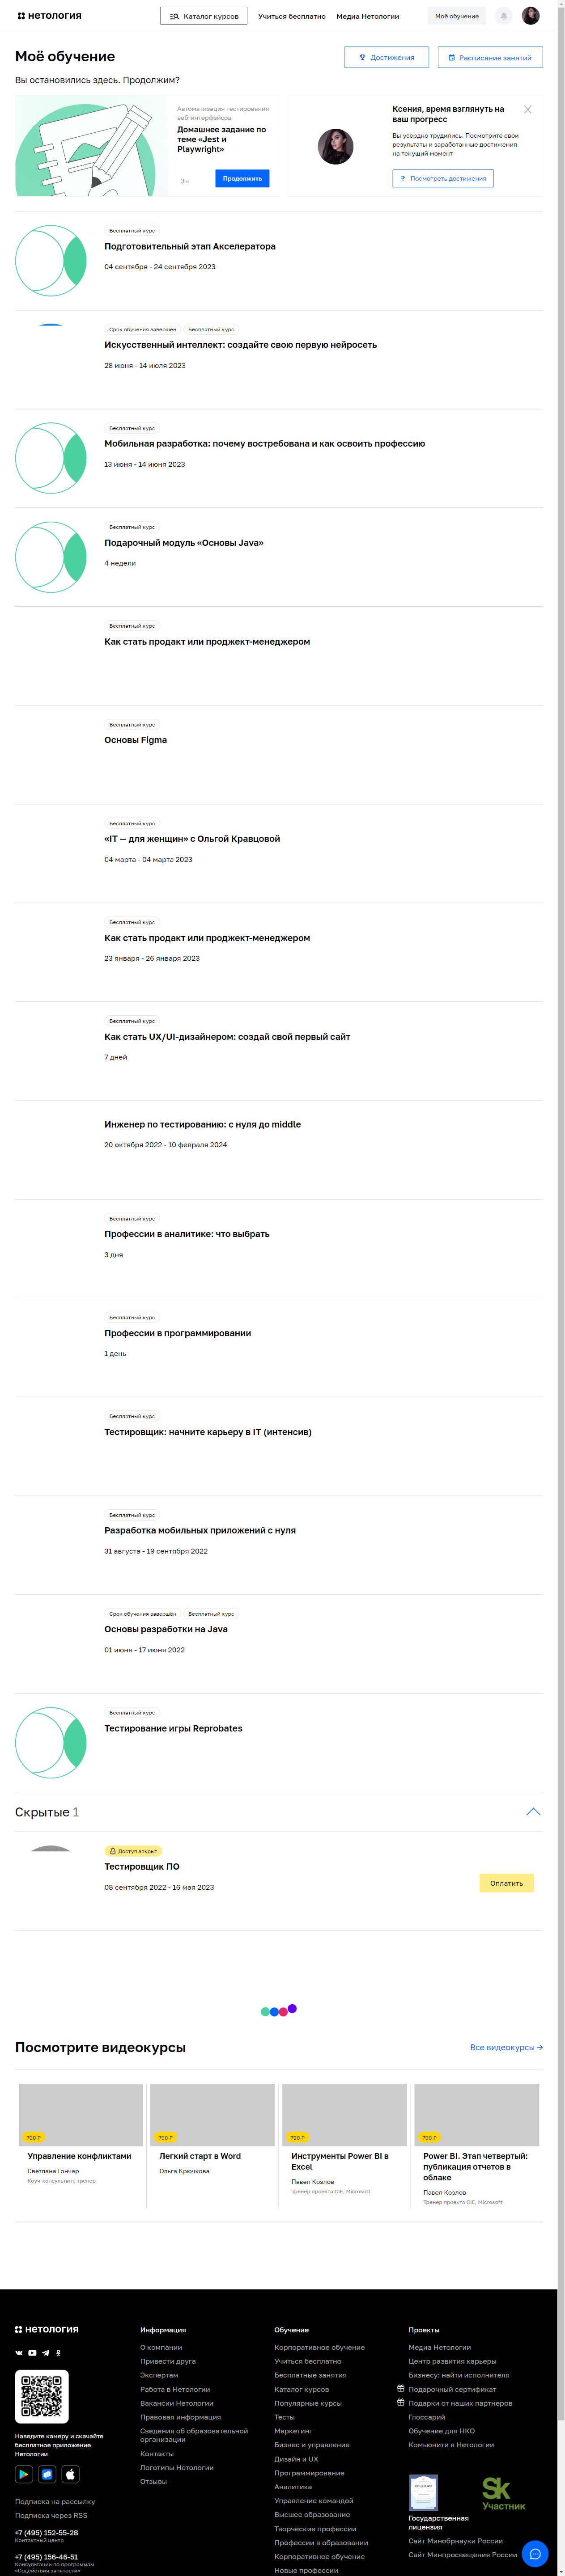 нетология
Каталог курсов
Учиться бесплатно
Медиа Нетологии
Моё обучение
Моё обучение
Достижения
Расписание занятий
Вы остановились здесь. Продолжим?
Автоматизация тестирования
веб-интерфейсов
Домашнее задание по
теме «Jest и
Playwright»
3 ч
Продолжить
Ксения, время взглянуть на
ваш прогресс
Вы усердно трудились. Посмотрите свои
результаты и заработанные достижения
на текущий момент
Посмотреть достижения
Бесплатный курс
Подготовительный этап Акселератора
04 сентября - 24 сентября 2023
Срок обучения завершён
Бесплатный курс
Искусственный интеллект: создайте свою первую нейросеть
28 июня - 14 июля 2023
Бесплатный курс
Мобильная разработка: почему востребована и как освоить профессию
13 июня - 14 июня 2023
Бесплатный курс
Подарочный модуль «Основы Java»
4 недели
Бесплатный курс
Как стать продакт или проджект-менеджером
Бесплатный курс
Основы Figma
Бесплатный курс
«IT — для женщин» с Ольгой Кравцовой
04 марта - 04 марта 2023
Бесплатный курс
Как стать продакт или проджект-менеджером
23 января - 26 января 2023
Бесплатный курс
Как стать UX/UI-дизайнером: создай свой первый сайт
7 дней
Инженер по тестированию: с нуля до middle
20 октября 2022 - 10 февраля 2024
Бесплатный курс
Профессии в аналитике: что выбрать
3 дня
Бесплатный курс
Профессии в программировании
1 день
Бесплатный курс
Тестировщик: начните карьеру в IT (интенсив)
Бесплатный курс
Разработка мобильных приложений с нуля
31 августа - 19 сентября 2022
Срок обучения завершён
Бесплатный курс
Основы разработки на Java
01 июня - 17 июня 2022
Бесплатный курс
Тестирование игры Reprobates
Скрытые 1
Доступ закрыт
Тестировщик ПО
08 сентября 2022 - 16 мая 2023
Оплатить
Посмотрите видеокурсы
Все видеокурсы →
790 ₽
Управление конфликтами
Светлана Гончар
Коуч-консультант, тренер
790 ₽
Легкий старт в Word
Ольга Крючкова
790 ₽
Инструменты Power BI в
Excel
Павел Козлов
Тренер проекта CIE, Microsoft
790 ₽
Power BI. Этап четвертый:
публикация отчетов в
облаке
Павел Козлов
Тренер проекта CIE, Microsoft
нетология
Наведите камеру и скачайте
бесплатное приложение
Нетологии
Подписка на рассылку
Подписка через RSS
+7 (495) 152-55-28
Контактный центр
+7 (495) 156-46-51
Консультации по программам
«Содействия занятости»
Информация
О компании
Привести друга
Экспертам
Работа в Нетологии
Вакансии Нетологии
Правовая информация
Сведения об образовательной
организации
Контакты
Логотипы Нетологии
Отзывы
Обучение
Корпоративное обучение
Учиться бесплатно
Бесплатные занятия
Каталог курсов
Популярные курсы
Тесты
Маркетинг
Бизнес и управление
Дизайн и UX
Программирование
Аналитика
Управление командой
Высшее образование
Творческие профессии
Профессии в образовании
Корпоративное обучение
Новые профессии
Проекты
Медиа Нетологии
Центр развития карьеры
Бизнесу: найти исполнителя
Подарочный сертификат
Подарки от наших партнеров
Глоссарий
Обучение для НКО
Комьюнити в Нетологии
Государственная
лицензия
Sk
Участник
Сайт Минобрнауки России
Сайт Минпросвещения России